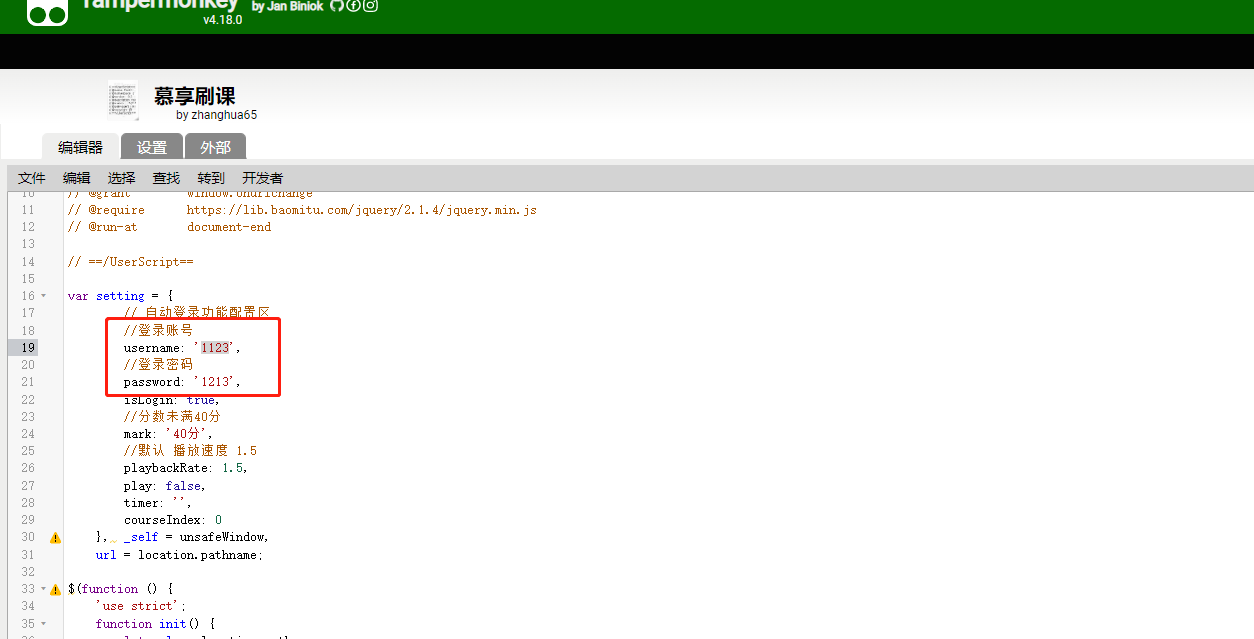 Tampermonkey by Jan Biniok
v4.18.0
慕享刷课
by zhanghua65
编辑器 设置 外部
文件 编辑 选择 查找 转到 开发者
10 // @grant window.onurlchange
11 // @require https://lib.baomitu.com/jquery/2.1.4/jquery.min.js
12 // @run-at document-end
13
14 // ==/UserScript==
15
16 var setting = {
17 // 自动登录功能配置区
18 //登录账号
19 username: '1123',
20 //登录密码
21 password: '1213',
22 isLogin: true,
23 //分数未满40分
24 mark: '40分',
25 //默认 播放速度 1.5
26 playbackRate: 1.5,
27 play: false,
28 timer: '',
29 courseIndex: 0
30 }, _self = unsafeWindow,
31 url = location.pathname;
32
33 $(function () {
34 'use strict';
35 function init() {
36